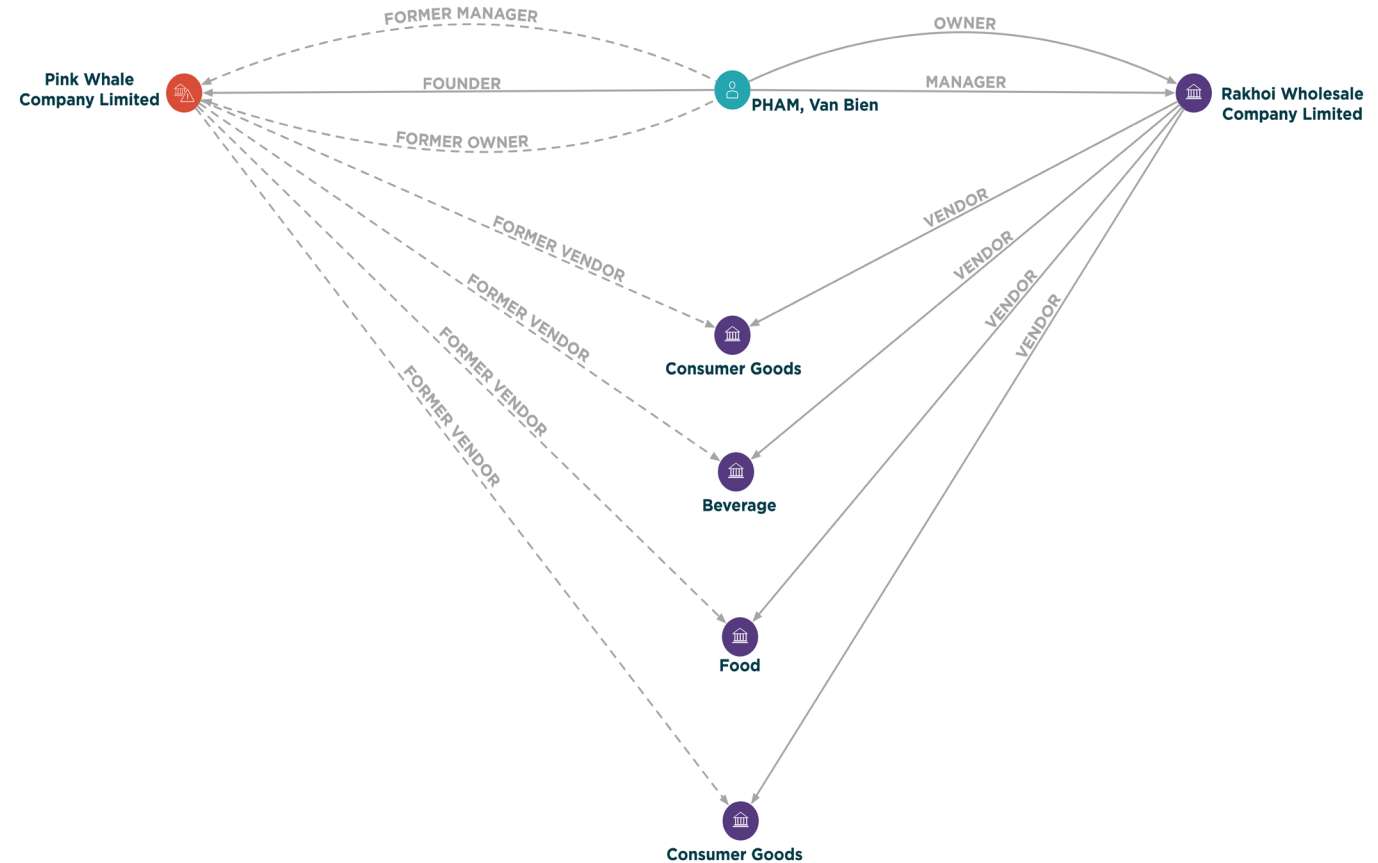 FORMER MANAGER
OWNER
Pink Whale
Company Limited
FOUNDER
MANAGER
PHAM, Van Bien
Rakhoi Wholesale
Company Limited
FORMER OWNER
FORMER VENDOR
VENDOR
FORMER VENDOR
VENDOR
FORMER VENDOR
VENDOR
FORMER VENDOR
VENDOR
Consumer Goods
Beverage
Food
Consumer Goods